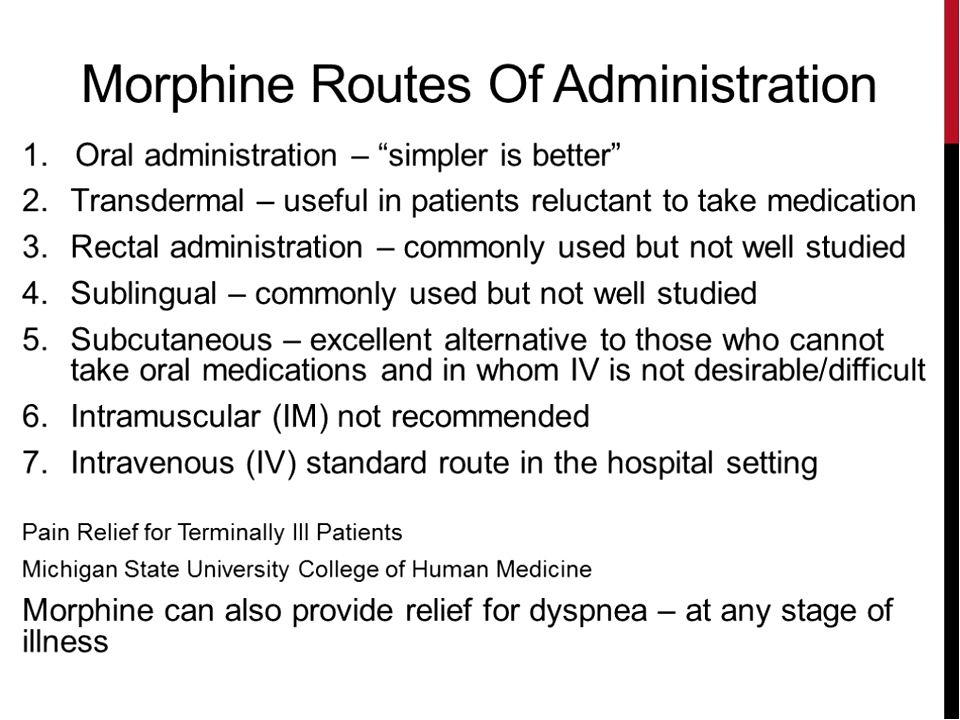 Morphine Routes Of Administration
1. Oral administration – “simpler is better”
2. Transdermal – useful in patients reluctant to take medication
3. Rectal administration – commonly used but not well studied
4. Sublingual – commonly used but not well studied
5. Subcutaneous – excellent alternative to those who cannot
take oral medications and in whom IV is not desirable/difficult
6. Intramuscular (IM) not recommended
7. Intravenous (IV) standard route in the hospital setting
Pain Relief for Terminally Ill Patients
Michigan State University College of Human Medicine
Morphine can also provide relief for dyspnea – at any stage of
illness